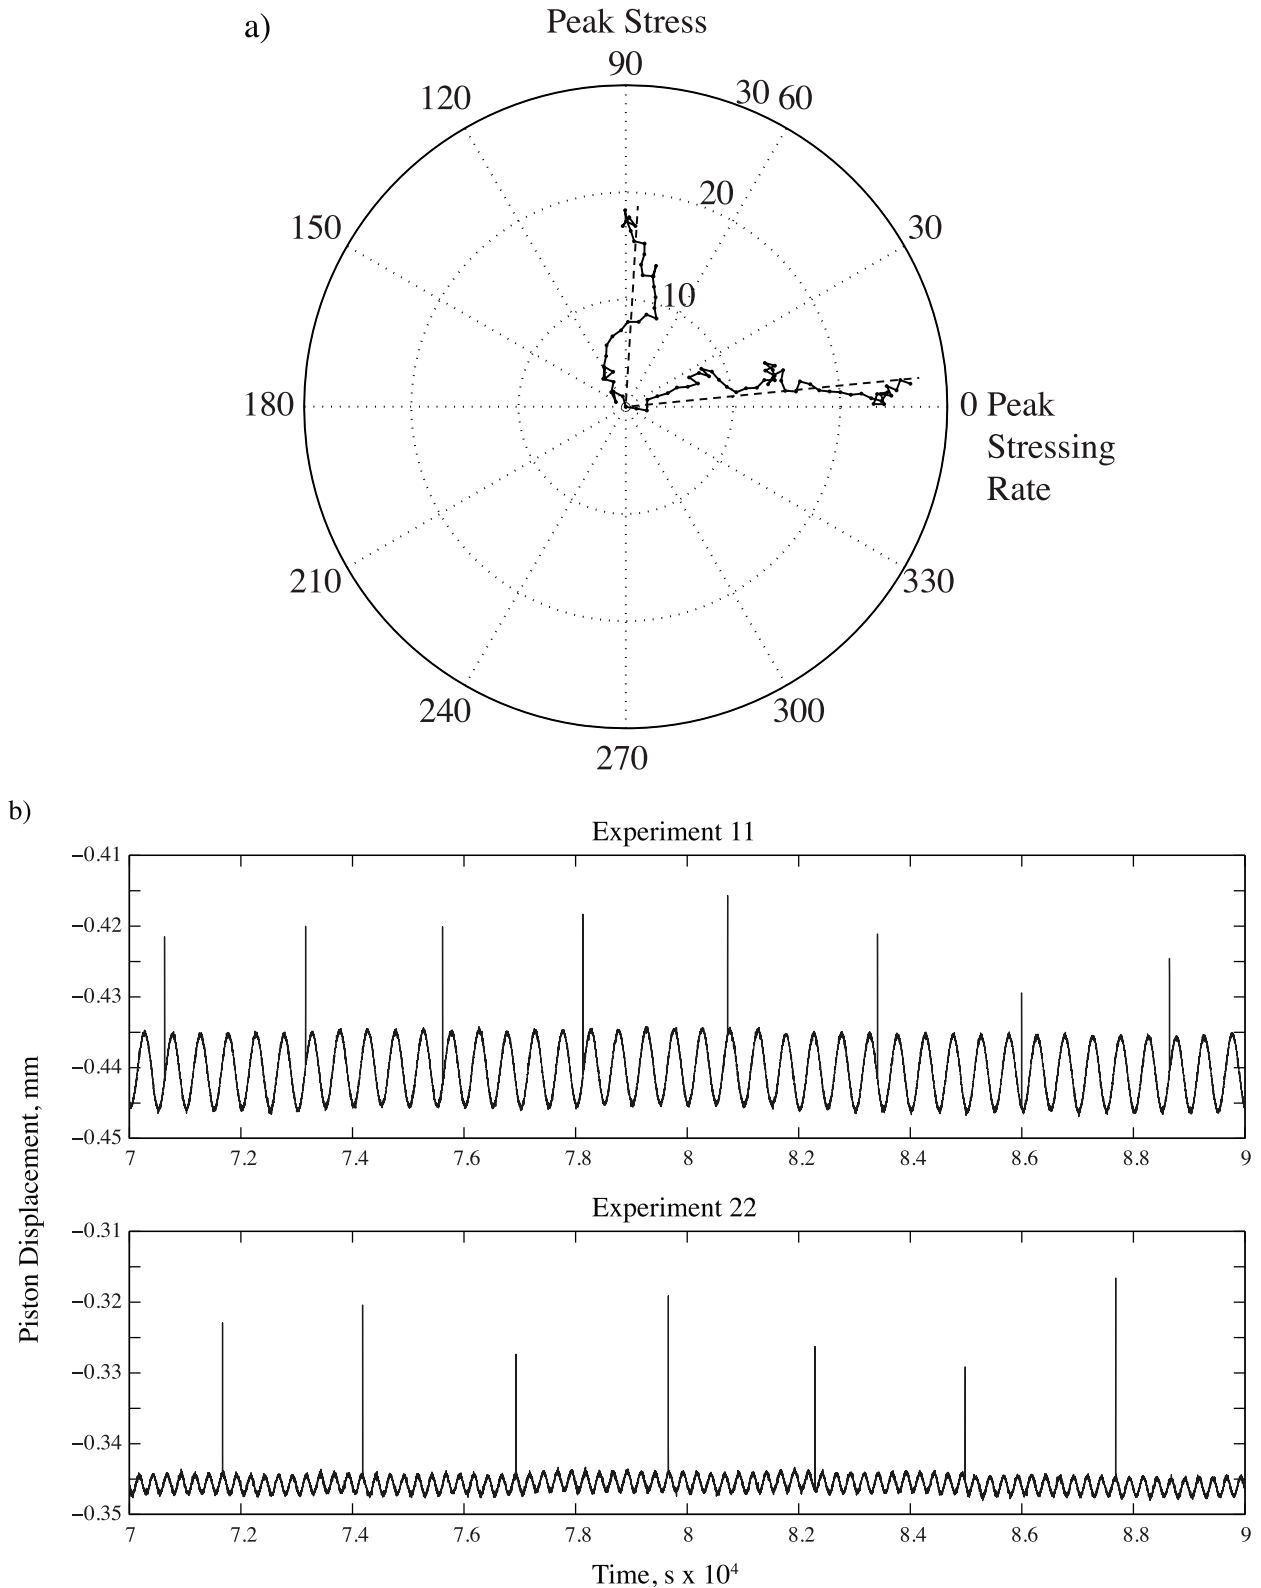 a)
Peak Stress
90
120
30 60
20
150
30
10
180
0 Peak
Stressing
Rate
210
330
240
300
270
b)
Experiment 11
−0.41
−0.42
−0.43
−0.44
−0.45
7 7.2 7.4 7.6 7.8 8 8.2 8.4 8.6 8.8 9
Piston Displacement, mm
Experiment 22
−0.31
−0.32
−0.33
−0.34
−0.35
7 7.2 7.4 7.6 7.8 8 8.2 8.4 8.6 8.8 9
Time, s x 10⁴